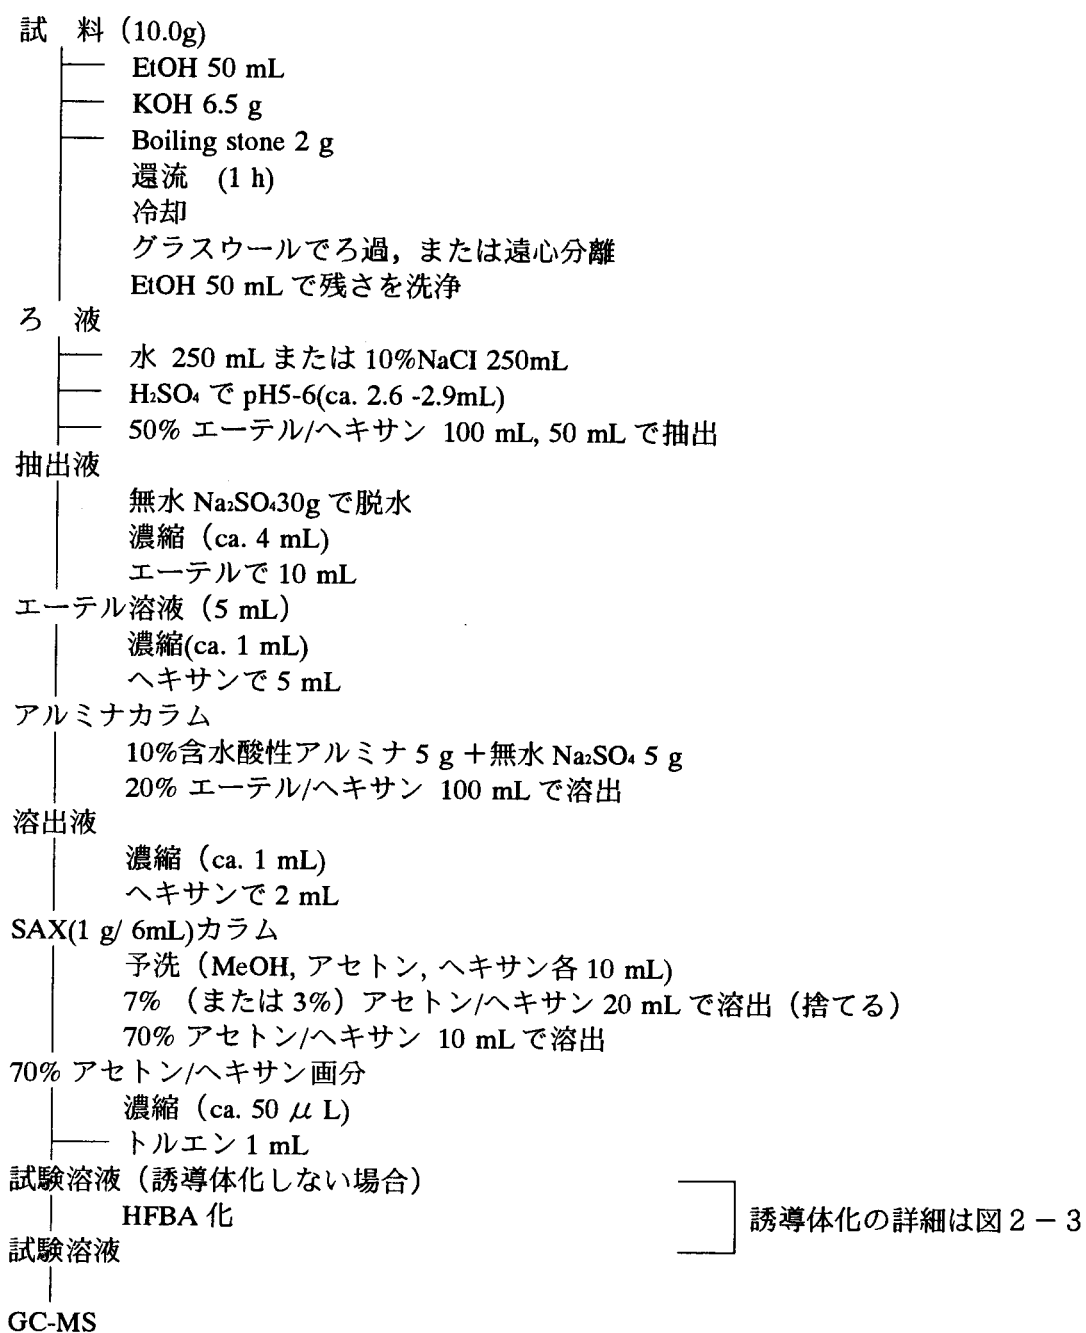 試　料 (10.0g)
EtOH 50 mL
KOH 6.5 g
Boiling stone 2 g
還流　(1 h)
冷却
グラスウールでろ過，または遠心分離
EtOH 50 mL で残さを洗浄
ろ　液
水 250 mL または 10%NaCl 250mL
H₂SO₄ で pH5-6(ca. 2.6 -2.9mL)
50% エーテル/ヘキサン 100 mL, 50 mL で抽出
抽出液
無水 Na₂SO₄30g で脱水
濃縮（ca. 4 mL)
エーテルで 10 mL
エーテル溶液（5 mL）
濃縮(ca. 1 mL)
ヘキサンで 5 mL
アルミナカラム
10%含水酸性アルミナ 5 g ＋無水 Na₂SO₄ 5 g
20% エーテル/ヘキサン 100 mL で溶出
溶出液
濃縮（ca. 1 mL)
ヘキサンで 2 mL
SAX(1 g/ 6mL)カラム
予洗（MeOH, アセトン, ヘキサン各 10 mL)
7% （または 3%）アセトン/ヘキサン 20 mL で溶出（捨てる）
70% アセトン/ヘキサン 10 mL で溶出
70% アセトン/ヘキサン画分
濃縮（ca. 50 μ L)
トルエン 1 mL
試験溶液（誘導体化しない場合）
HFBA 化
誘導体化の詳細は図２－３
試験溶液
GC-MS